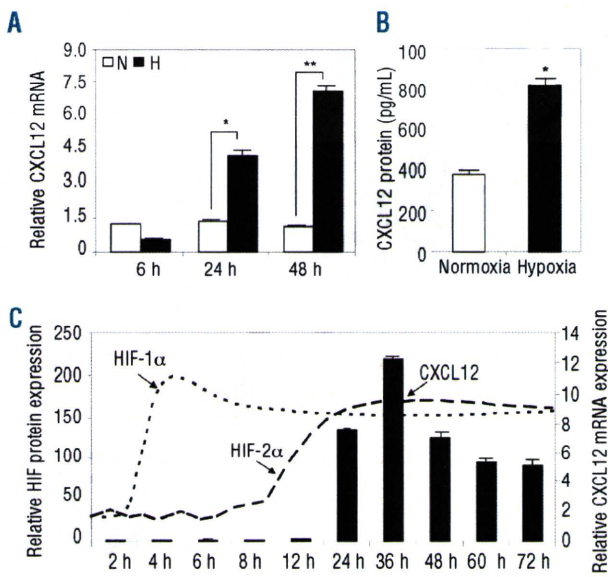 A
9.0
7.5
6.0
4.5
3.0
1.5
0
Relative CXCL12 mRNA
N H
*
**
6 h 24 h 48 h
B
100
800
600
400
200
0
CXCL12 protein (pg/mL)
*
Normoxia Hypoxia
C
250
200
150
100
50
0
Relative HIF protein expression
HIF-1α
HIF-2α
CXCL12
14
12
10
8
6
4
2
0
Relative CXCL12 mRNA expression
2 h 4 h 6 h 8 h 12 h 24 h 36 h 48 h 60 h 72 h